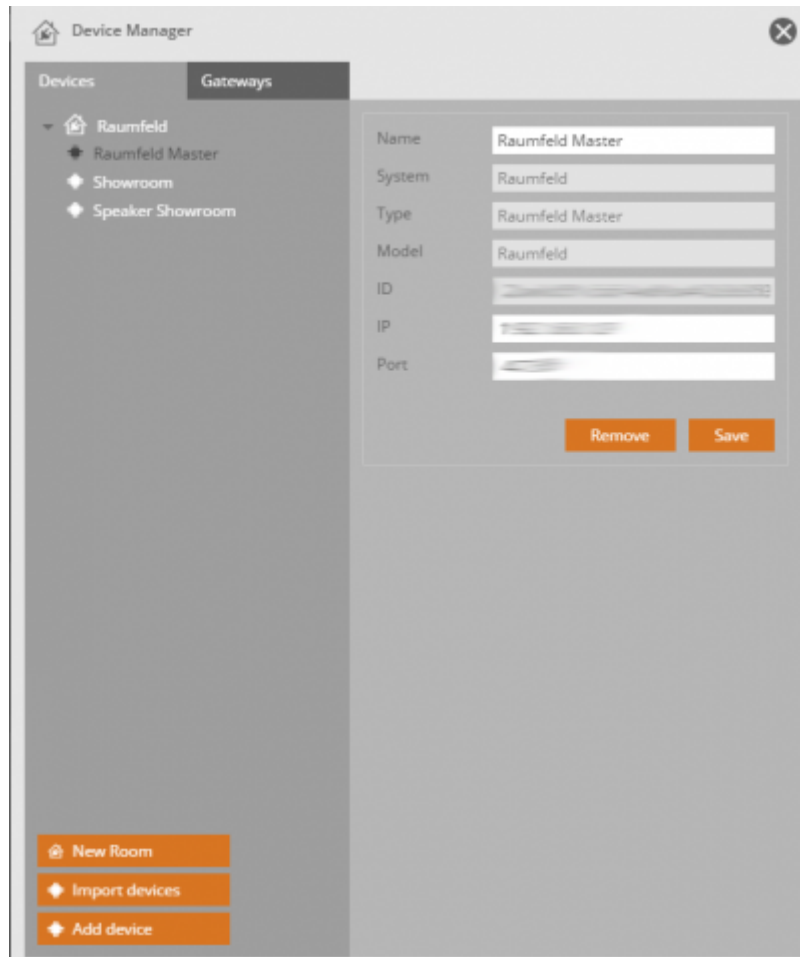 Device Manager
Devices Gateways
Raumfeld
Raumfeld Master
Showroom
Speaker Showroom
Name Raumfeld Master
System Raumfeld
Type Raumfeld Master
Model Raumfeld
ID
IP
Port
Remove Save
New Room
Import devices
Add device